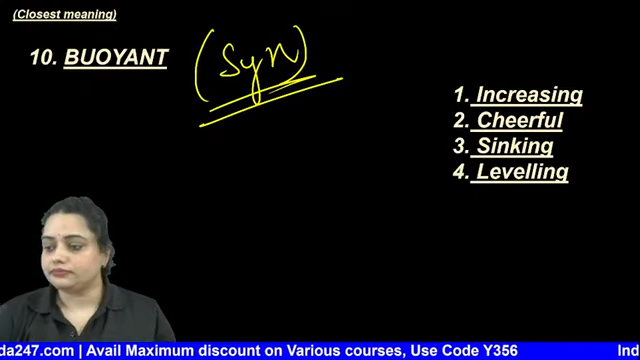 (Closest meaning)
10. BUOYANT (Syn)
1. Increasing
2. Cheerful
3. Sinking
4. Levelling
da247.com | Avail Maximum discount on Various courses, Use Code Y356
Ind